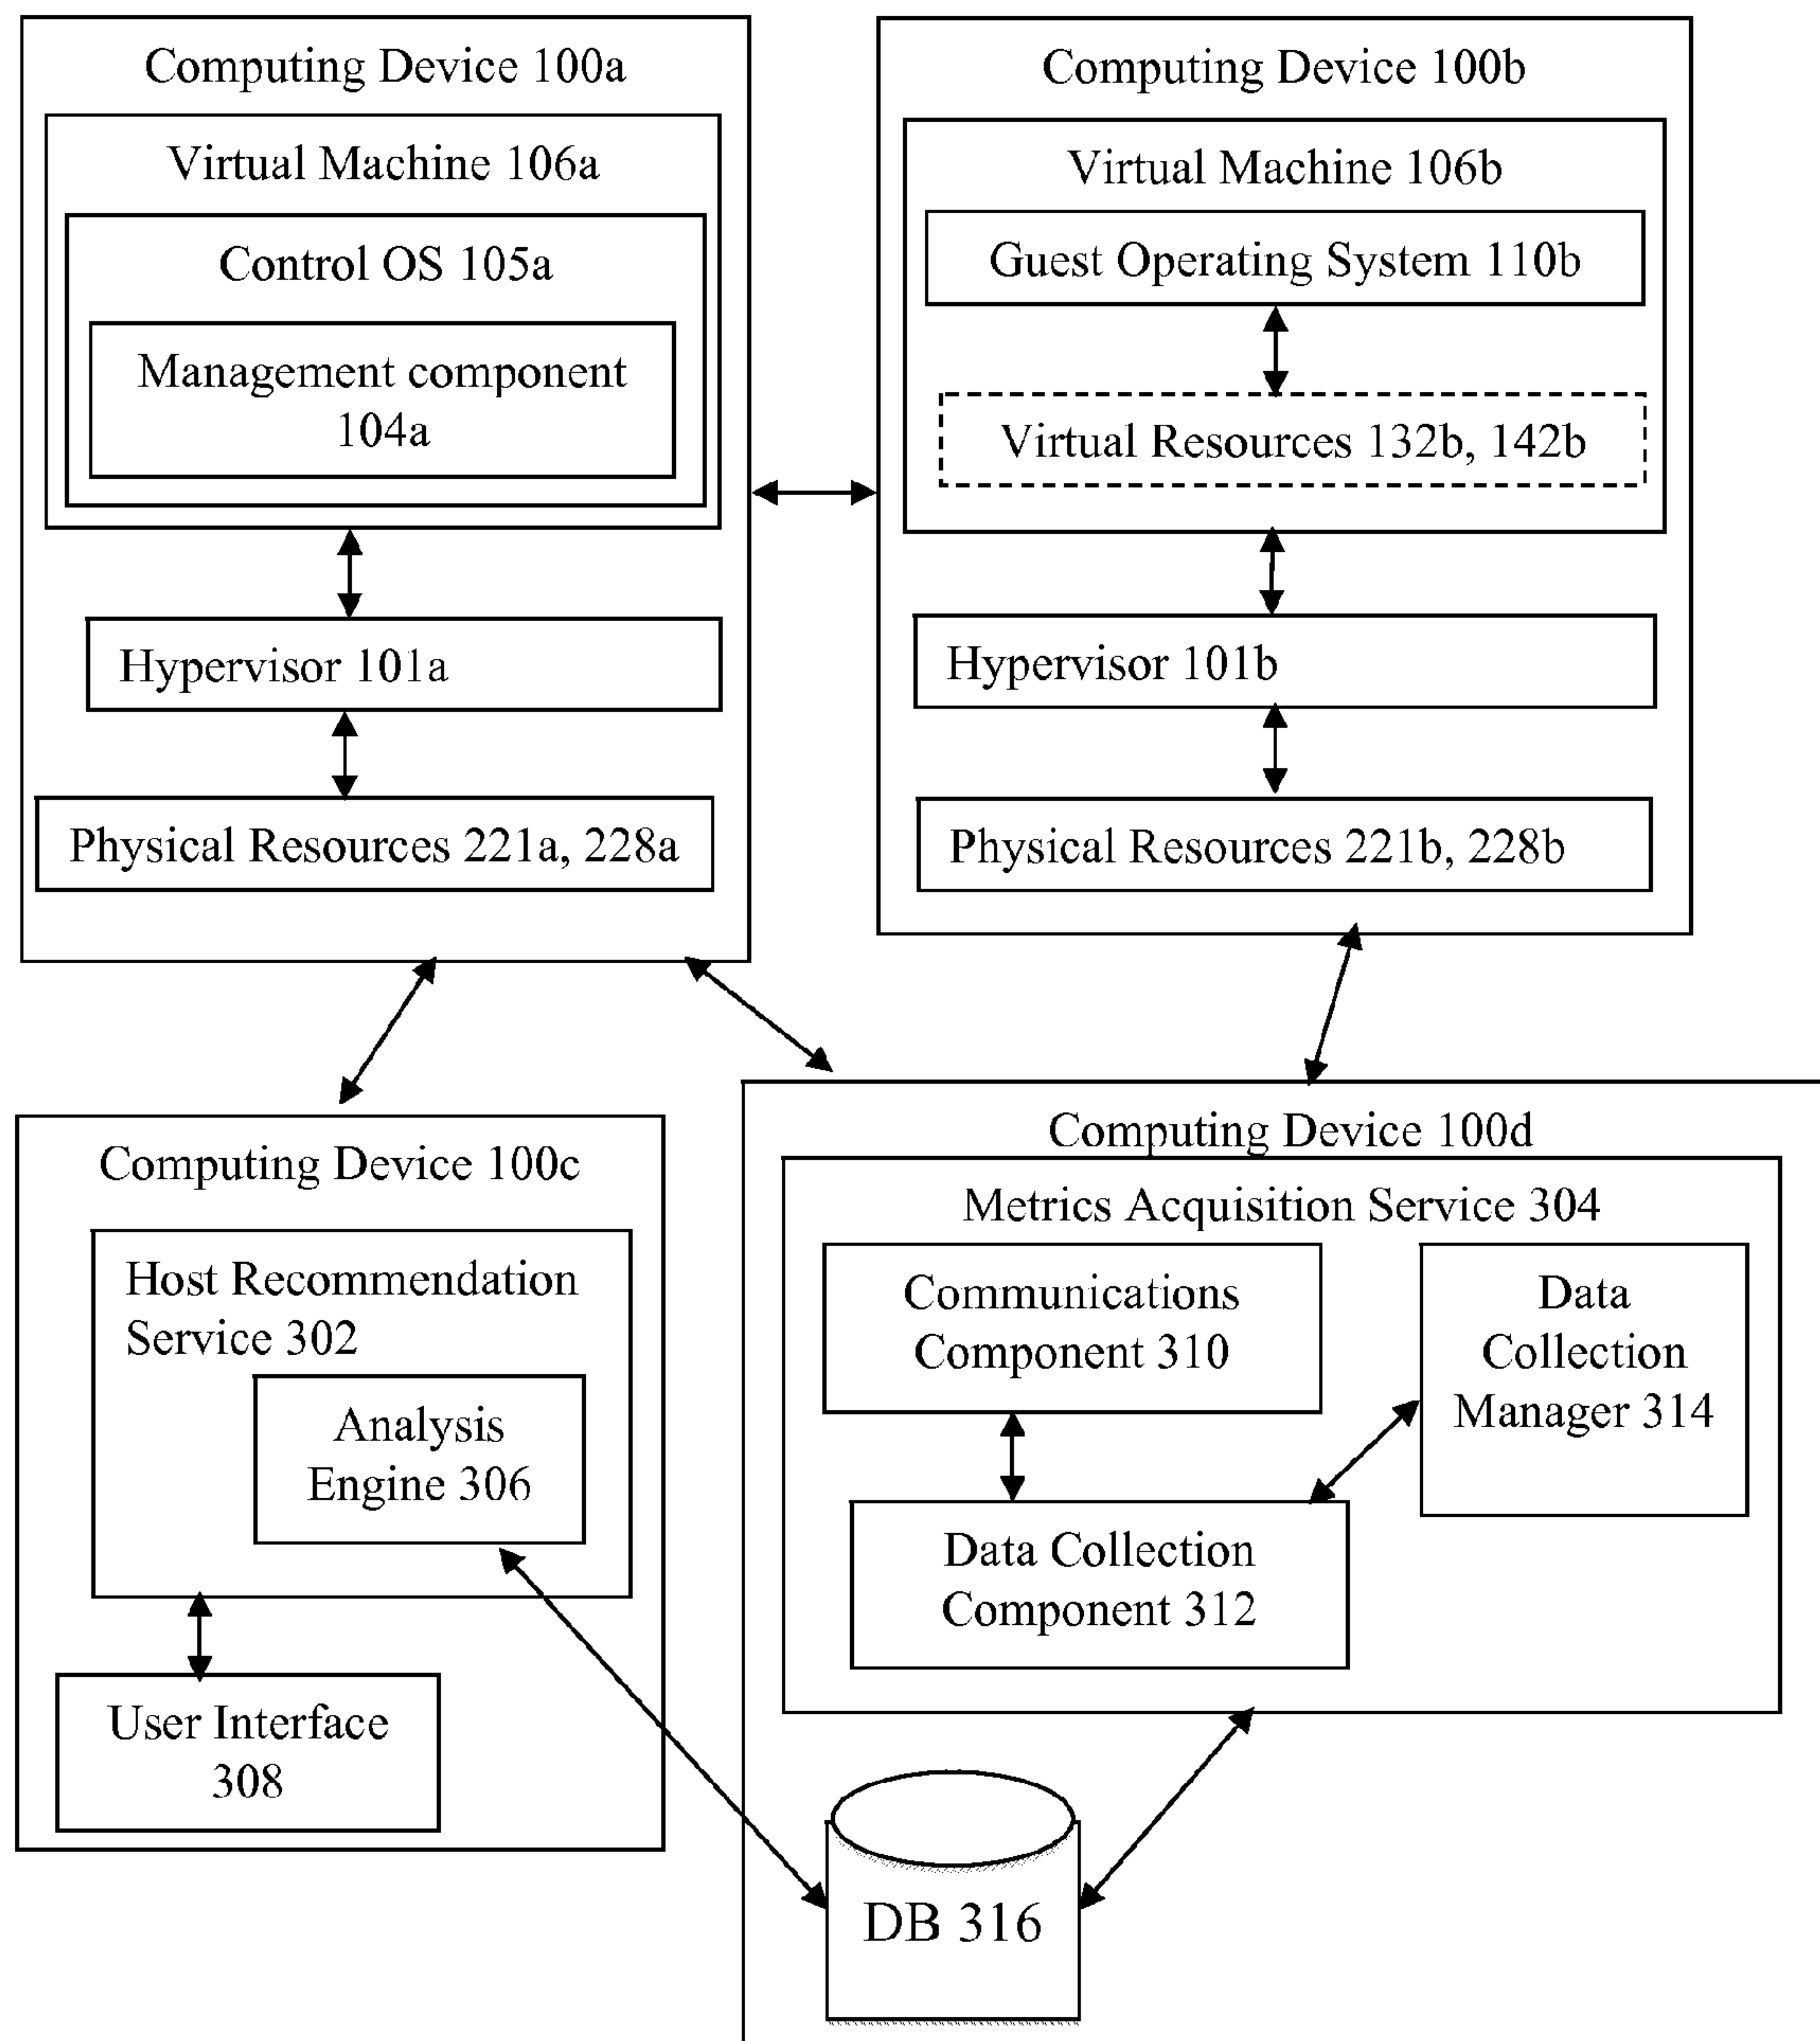 Computing Device 100a
Virtual Machine 106a
Control OS 105a
Management component
104a
Hypervisor 101a
Physical Resources 221a, 228a
Computing Device 100b
Virtual Machine 106b
Guest Operating System 110b
Virtual Resources 132b, 142b
Hypervisor 101b
Physical Resources 221b, 228b
Computing Device 100c
Host Recommendation
Service 302
Analysis
Engine 306
User Interface
308
Computing Device 100d
Metrics Acquisition Service 304
Communications
Component 310
Data
Collection
Manager 314
Data Collection
Component 312
DB 316